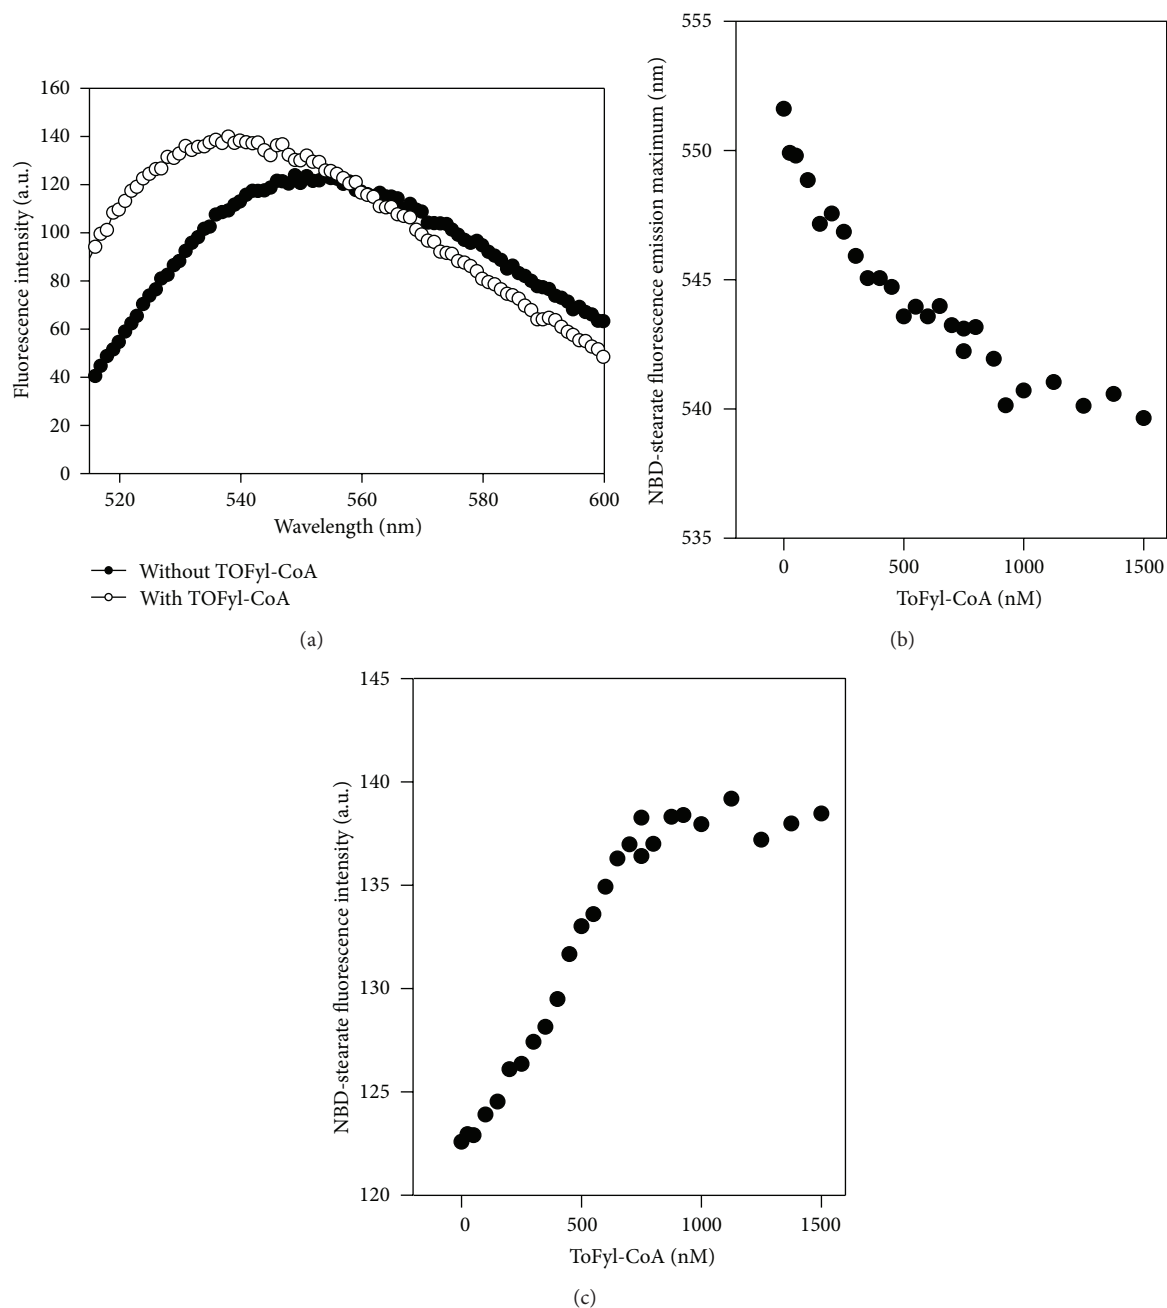 160
140
120
100
80
60
40
20
0
Fluorescence intensity (a.u.)
520 540 560 580 600
Wavelength (nm)
Without TOFyl-CoA
With TOFyl-CoA
(a)
555
550
545
540
535
NBD-stearate fluorescence emission maximum (nm)
0 500 1000 1500
ToFyl-CoA (nM)
(b)
145
140
135
130
125
120
NBD-stearate fluorescence intensity (a.u.)
0 500 1000 1500
ToFyl-CoA (nM)
(c)